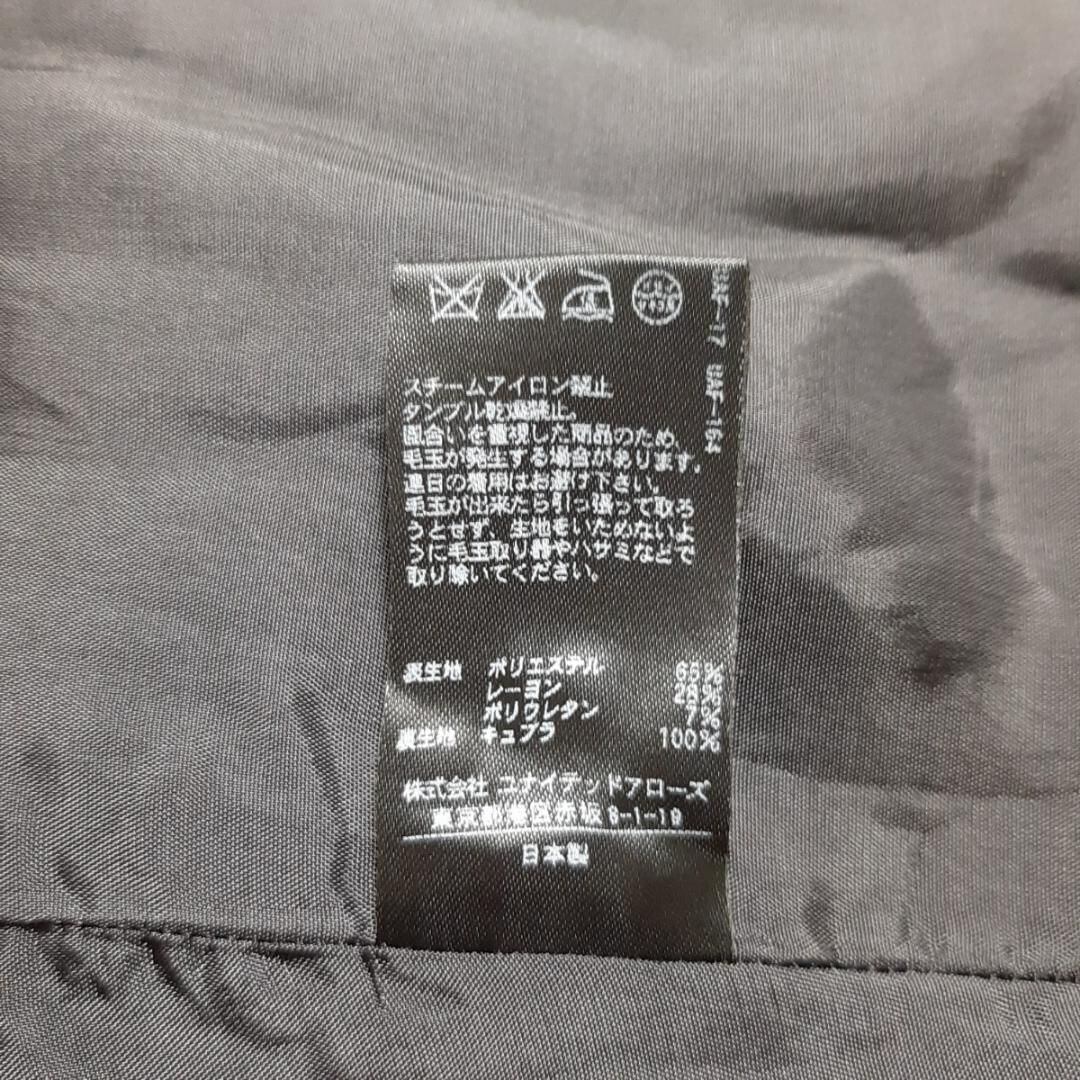 スチームアイロン禁止
タンブル乾燥禁止。
風合いを重視した商品のため、
毛玉が発生する場合があります。
連日の着用はお避け下さい。
毛玉が出来たら引っ張って取ろ
うとせず、生地をいためないよ
うに毛玉取り器やハサミなどで
取り除いてください。
表生地 ポリエステル 65%
レーヨン 28%
ポリウレタン 7%
裏生地 キュプラ 100%
株式会社 ユナイテッドアローズ
東京都港区赤坂8-1-19
日本製
UAF-17 UAF-164